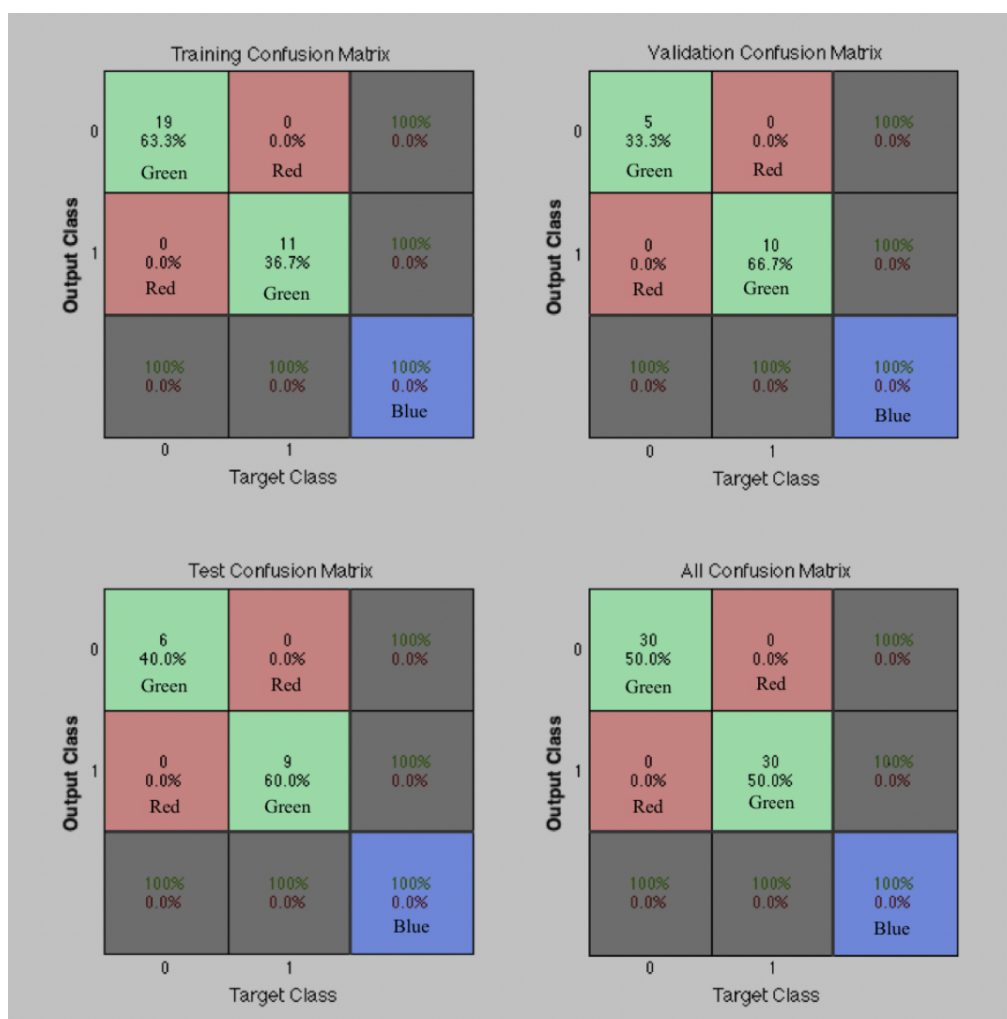 Training Confusion Matrix
Output Class
0
19
63.3%
Green
0
0.0%
Red
100%
0.0%
1
0
0.0%
Red
11
36.7%
Green
100%
0.0%
100%
0.0%
100%
0.0%
100%
0.0%
Blue
0
1
Target Class
Validation Confusion Matrix
Output Class
0
5
33.3%
Green
0
0.0%
Red
100%
0.0%
1
0
0.0%
Red
10
66.7%
Green
100%
0.0%
100%
0.0%
100%
0.0%
100%
0.0%
Blue
0
1
Target Class
Test Confusion Matrix
Output Class
0
6
40.0%
Green
0
0.0%
Red
100%
0.0%
1
0
0.0%
Red
9
60.0%
Green
100%
0.0%
100%
0.0%
100%
0.0%
100%
0.0%
Blue
0
1
Target Class
All Confusion Matrix
Output Class
0
30
50.0%
Green
0
0.0%
Red
100%
0.0%
1
0
0.0%
Red
30
50.0%
Green
100%
0.0%
100%
0.0%
100%
0.0%
100%
0.0%
Blue
0
1
Target Class